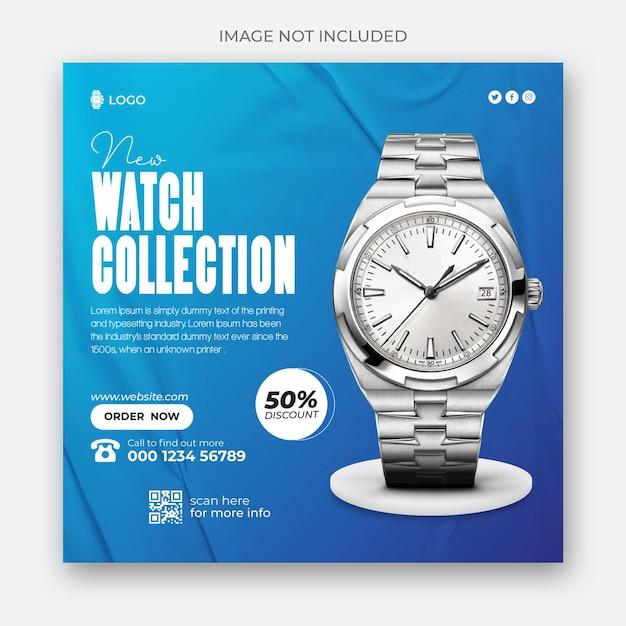 IMAGE NOT INCLUDED
LOGO
New
WATCH
COLLECTION
Lorem Ipsum is simply dummy text of the printing
and typesetting industry. Lorem Ipsum has been
the industry's standard dummy text ever since the
1500s, when an unknown printer
www.website.com
ORDER NOW
50%
DISCOUNT
Call to find out more
000 1234 56789
scan here
for more info
28